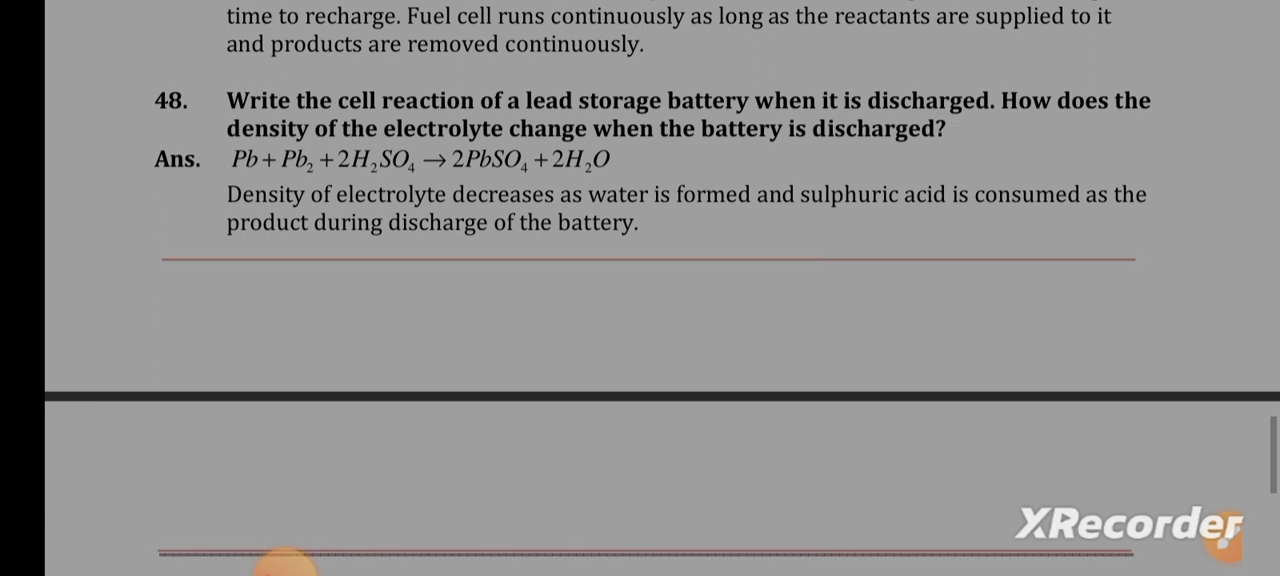 time to recharge. Fuel cell runs continuously as long as the reactants are supplied to it
and products are removed continuously.
48. Write the cell reaction of a lead storage battery when it is discharged. How does the
density of the electrolyte change when the battery is discharged?
Ans. Pb + Pb₂ + 2H₂SO₄ → 2PbSO₄ + 2H₂O
Density of electrolyte decreases as water is formed and sulphuric acid is consumed as the
product during discharge of the battery.
XRecorder